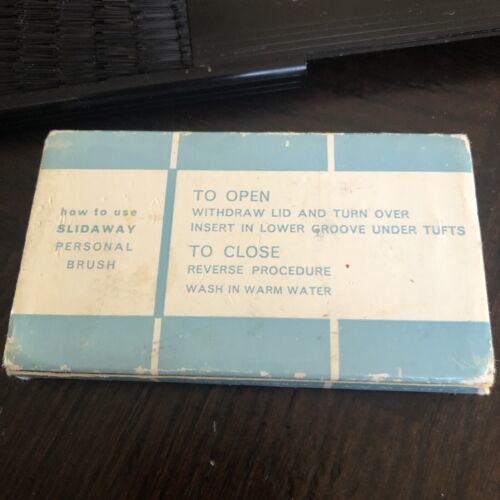 how to use
SLIDAWAY
PERSONAL
BRUSH
TO OPEN
WITHDRAW LID AND TURN OVER
INSERT IN LOWER GROOVE UNDER TUFTS
TO CLOSE
REVERSE PROCEDURE
WASH IN WARM WATER